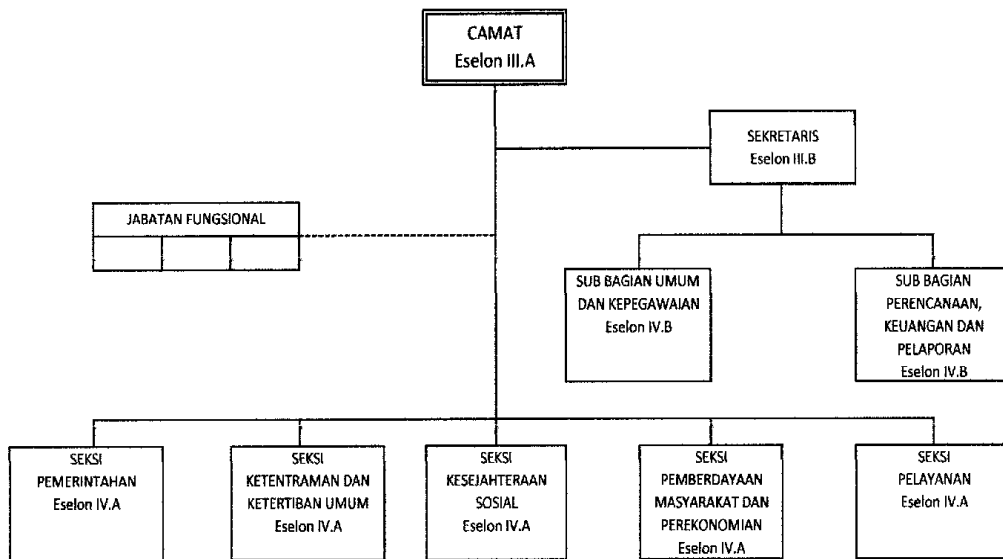 CAMAT
Eselon III.A
SEKRETARIS
Eselon III.B
JABATAN FUNGSIONAL
SUB BAGIAN UMUM
DAN KEPEGAWAIAN
Eselon IV.B
SUB BAGIAN
PERENCANAAN,
KEUANGAN DAN
PELAPORAN
Eselon IV.B
SEKSI
PEMERINTAHAN
Eselon IV.A
SEKSI
KETENTRAMAN DAN
KETERTIBAN UMUM
Eselon IV.A
SEKSI
KESEJAHTERAAN
SOSIAL
Eselon IV.A
SEKSI
PEMBERDAYAAN
MASYARAKAT DAN
PEREKONOMIAN
Eselon IV.A
SEKSI
PELAYANAN
Eselon IV.A